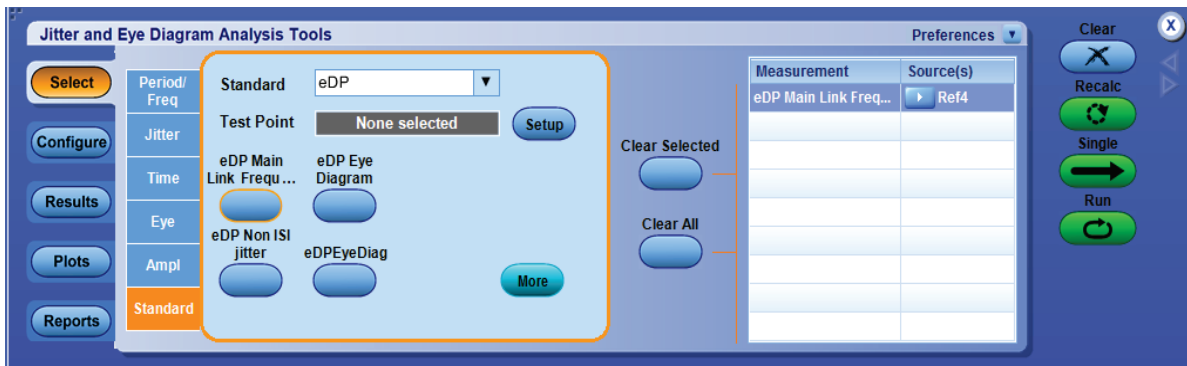 Jitter and Eye Diagram Analysis Tools
Preferences
Clear
X
Select
Configure
Results
Plots
Reports
Period/
Freq
Jitter
Time
Eye
Ampl
Standard
Standard
eDP
Test Point
None selected
Setup
eDP Main
Link Frequ...
eDP Eye
Diagram
eDP Non ISI
jitter
eDPEyeDiag
More
Clear Selected
Clear All
Measurement
Source(s)
eDP Main Link Freq...
Ref4
Recalc
Single
Run